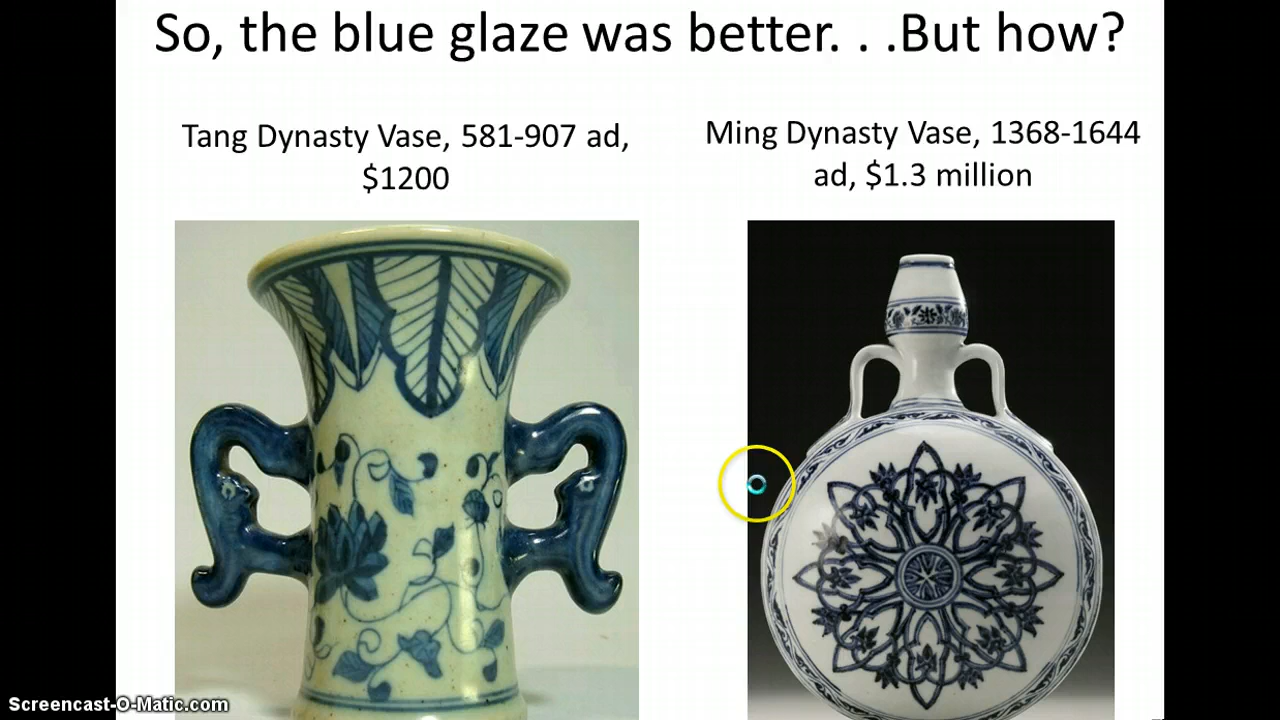 So, the blue glaze was better. . .But how?
Tang Dynasty Vase, 581-907 ad,
$1200
Ming Dynasty Vase, 1368-1644
ad, $1.3 million
Screencast-O-Matic.com